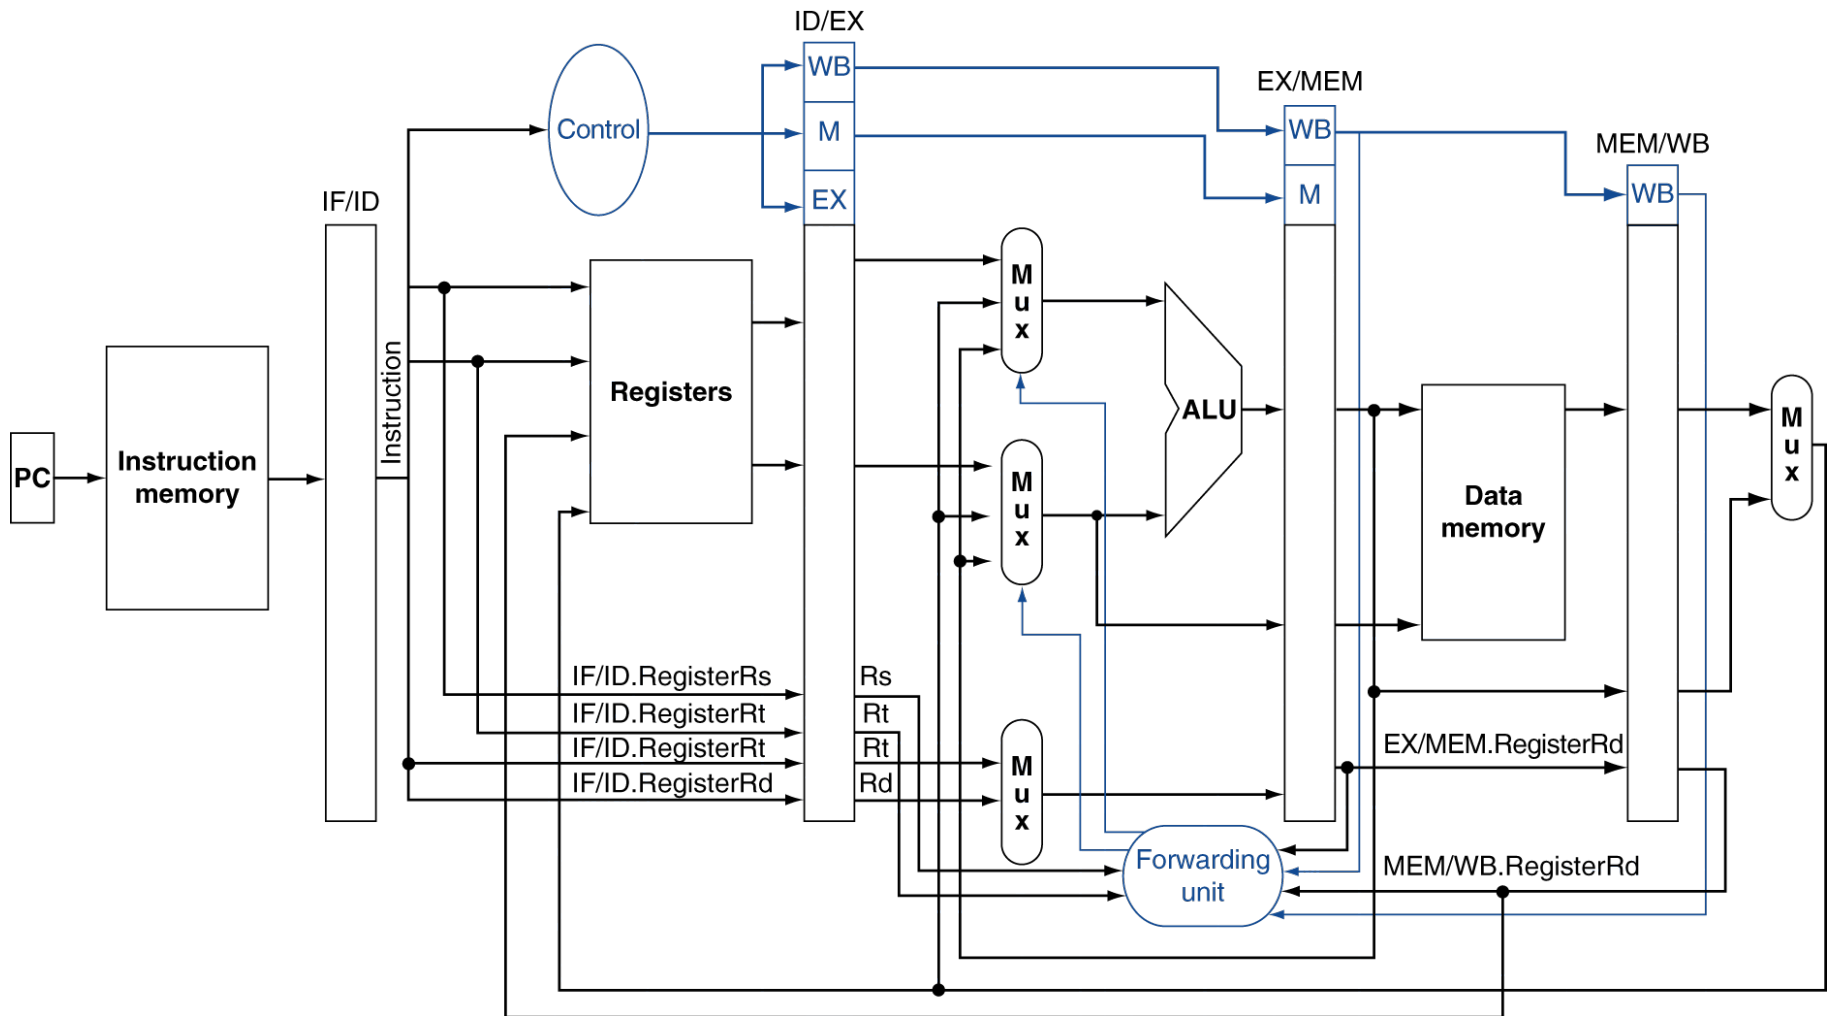 ID/EX
WB
Control
M
EX
EX/MEM
WB
M
MEM/WB
WB
IF/ID
PC
Instruction
memory
Instruction
Registers
M
u
x
M
u
x
ALU
Data
memory
M
u
x
IF/ID.RegisterRs
Rs
IF/ID.RegisterRt
Rt
IF/ID.RegisterRt
Rt
IF/ID.RegisterRd
Rd
M
u
x
EX/MEM.RegisterRd
Forwarding
unit
MEM/WB.RegisterRd